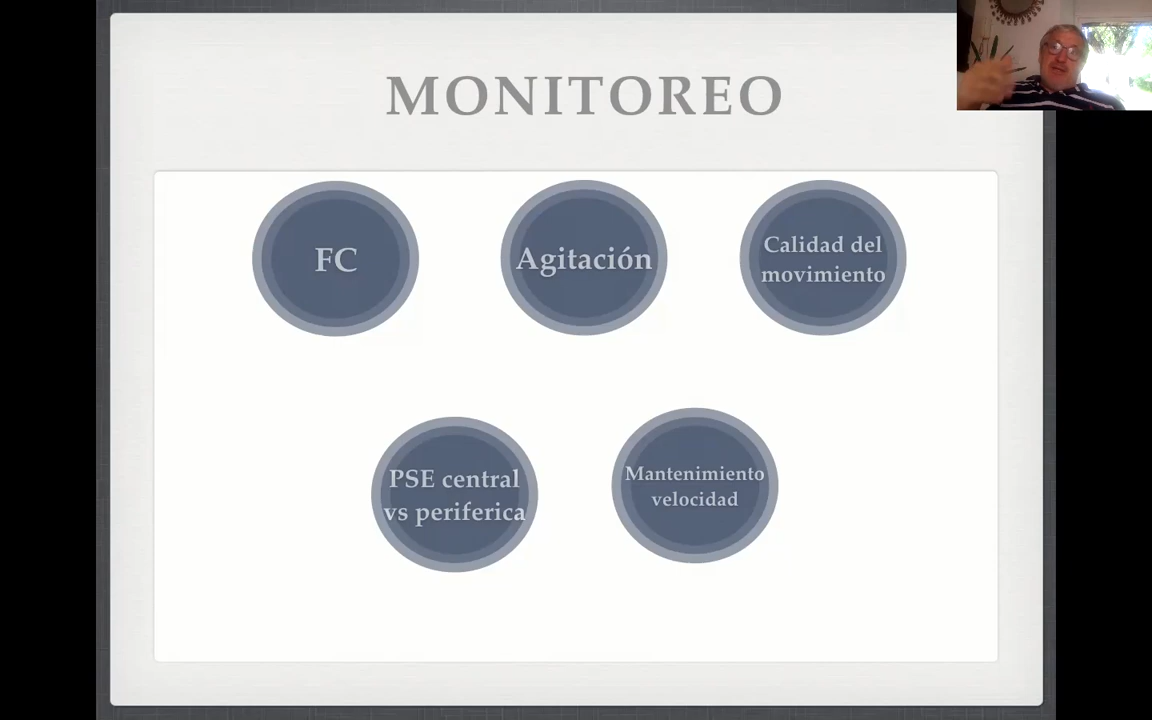 MONITOREO
FC
Agitación
Calidad del
movimiento
PSE central
vs periferica
Mantenimiento
velocidad